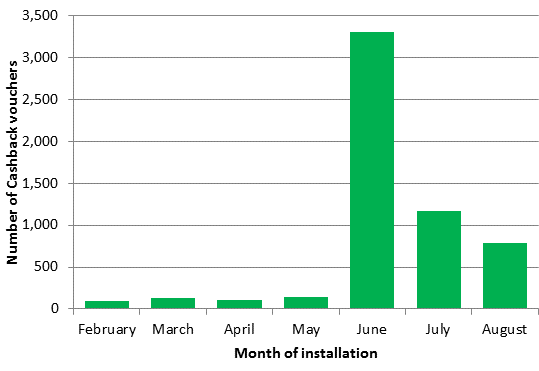 3,500
3,000
2,500
2,000
1,500
1,000
500
0
Number of Cashback vouchers
February March April May June July August
Month of installation